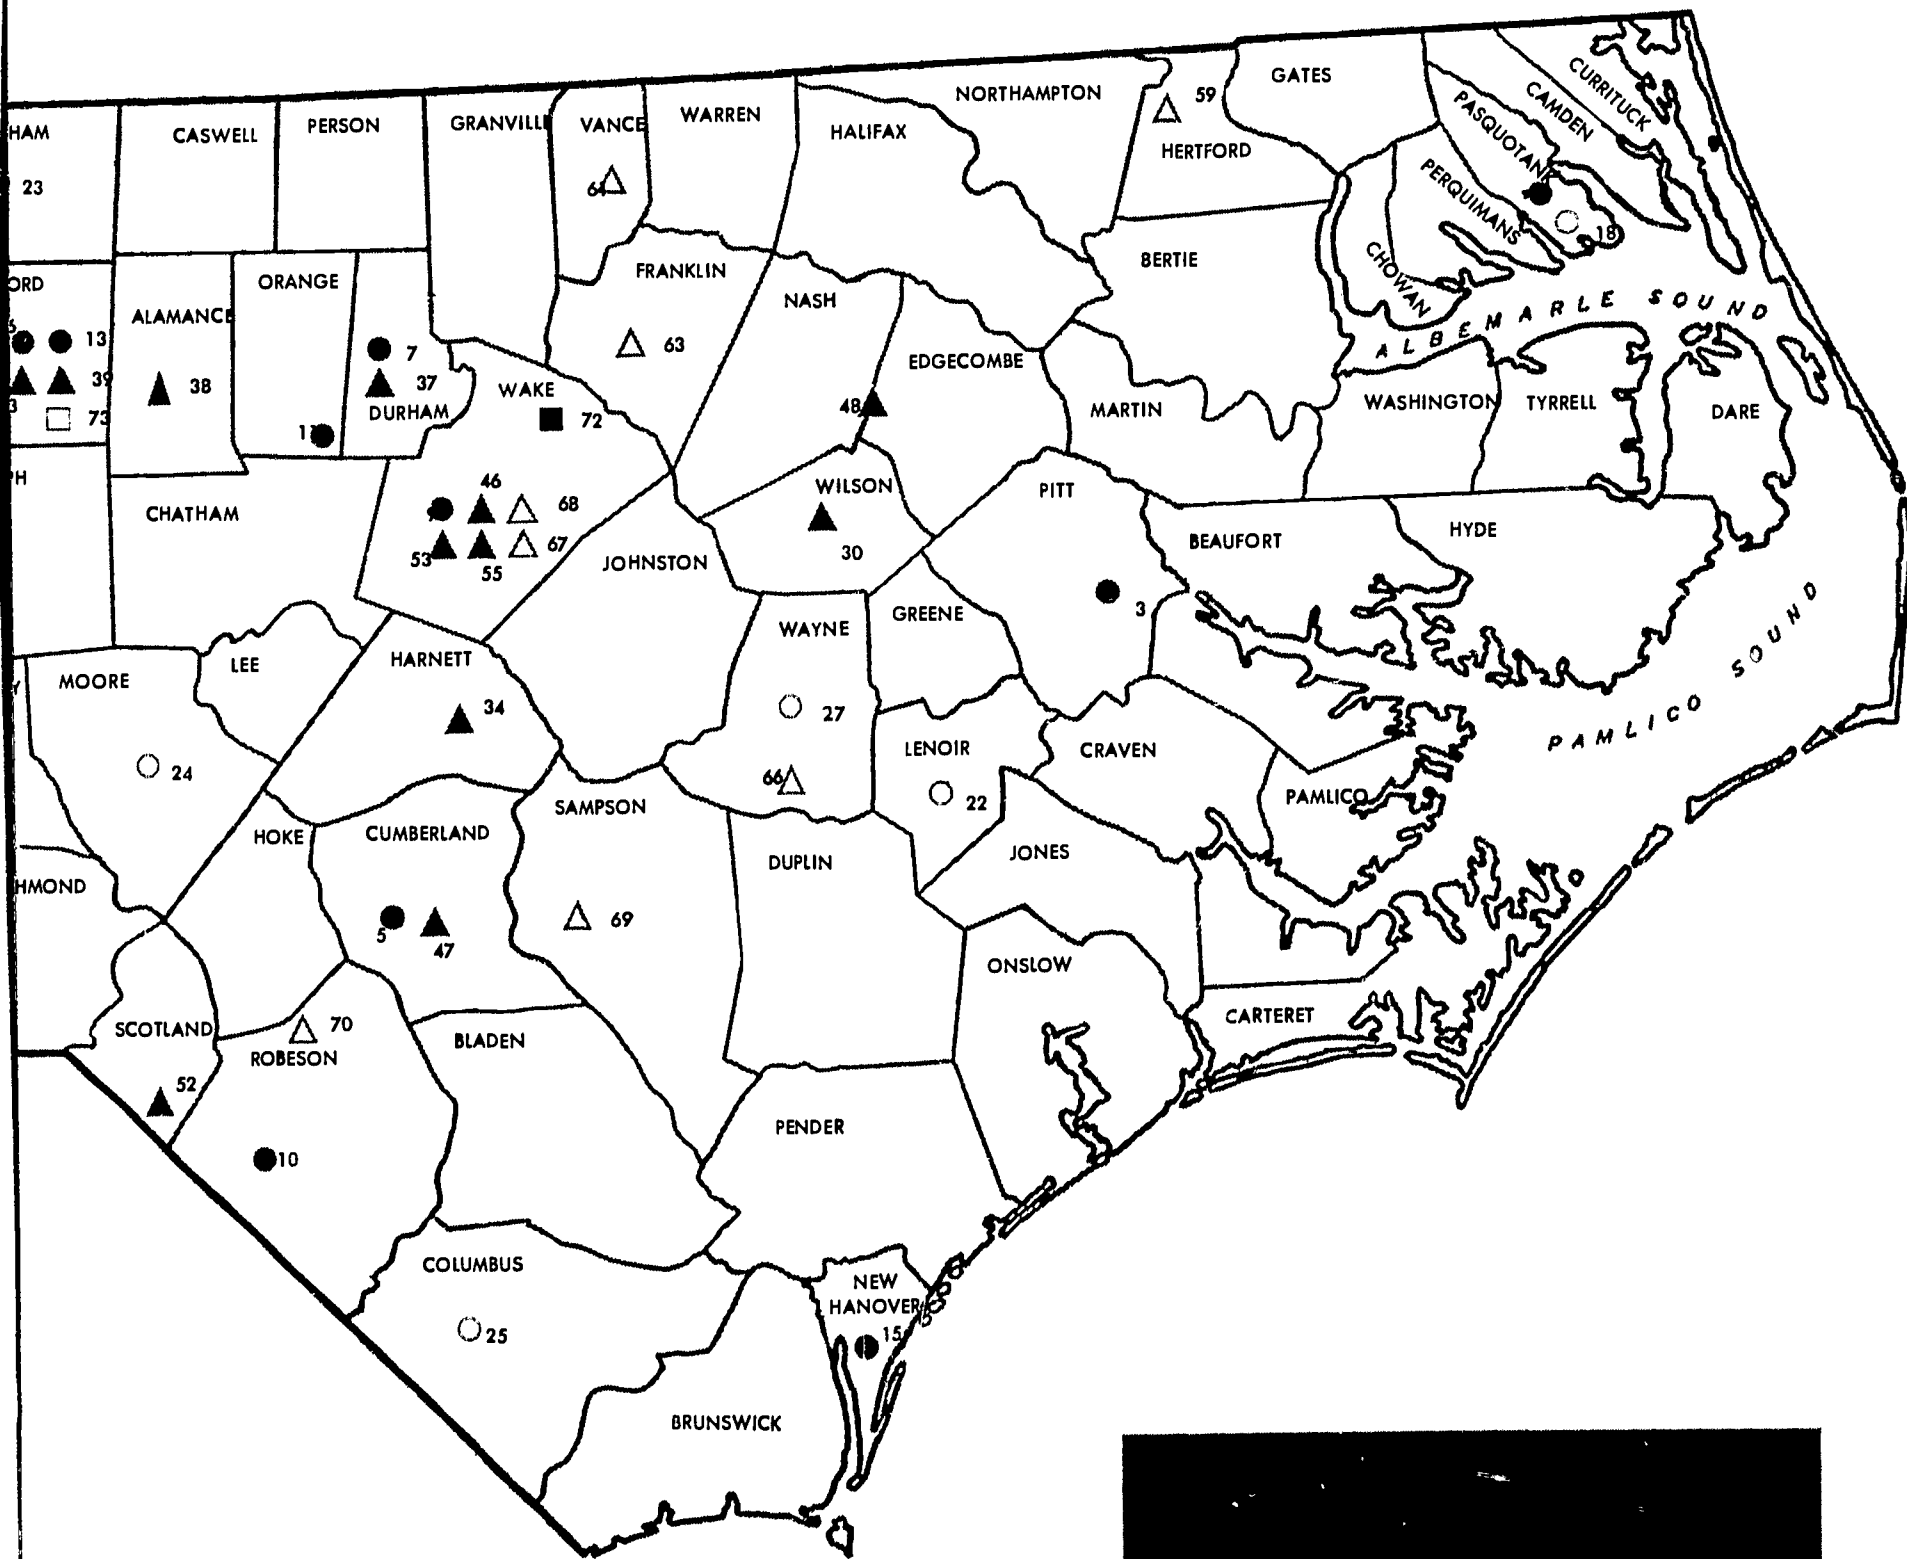 NORTHAMPTON
59
GATES
CURRITUCK
CAMDEN
PASQUOTANK
HAM
CASWELL
PERSON
GRANVILLE
VANCE
WARREN
HALIFAX
HERTFORD
23
PERQUIMANS
18
CHOWAN
FRANKLIN
BERTIE
ORD
ORANGE
NASH
ALBEMARLE SOUND
ALAMANCE
13
7
63
EDGECOMBE
39
38
37
WAKE
48
MARTIN
WASHINGTON
TYRRELL
DARE
73
DURHAM
72
PH
46
WILSON
PITT
CHATHAM
68
HYDE
53
55
67
30
BEAUFORT
JOHNSTON
3
GREENE
WAYNE
LEE
HARNETT
MOORE
34
27
PAMLICO SOUND
24
66
LENOIR
CRAVEN
22
PAMLICO
SAMPSON
HOKE
CUMBERLAND
DUPLIN
JONES
HMOND
5
47
69
ONSLOW
SCOTLAND
70
BLADEN
CARTERET
ROBESON
52
PENDER
10
COLUMBUS
NEW
HANOVER
25
15
BRUNSWICK